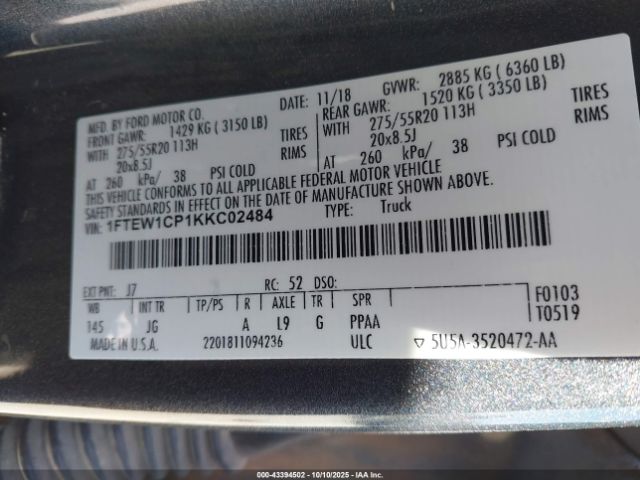 MFD. BY FORD MOTOR CO.
DATE: 11/18 GVWR: 2885 KG ( 6360 LB)
FRONT GAWR: 1429 KG ( 3150 LB)
REAR GAWR: 1520 KG ( 3350 LB)
WITH 275/55R20 113H TIRES
WITH 275/55R20 113H TIRES
20x8.5J RIMS
20x8.5J RIMS
AT 260 kPa/ 38 PSI COLD
AT 260 kPa/ 38 PSI COLD
THIS VEHICLE CONFORMS TO ALL APPLICABLE FEDERAL MOTOR VEHICLE
SAFETY STANDARDS IN EFFECT ON THE DATE OF MANUFACTURE SHOWN ABOVE.
VIN: 1FTEW1CP1KKC02484 TYPE: Truck
EXT PNT: J7 RC: 52 DSO:
WB INT TR TP/PS R AXLE TR SPR F0103
145 JG A L9 G PPAA T0519
MADE IN U.S.A. 2201811094236 ULC ▽ 5U5A-3520472-AA
000-43394502 - 10/10/2025 - © IAA Holdings, LLC